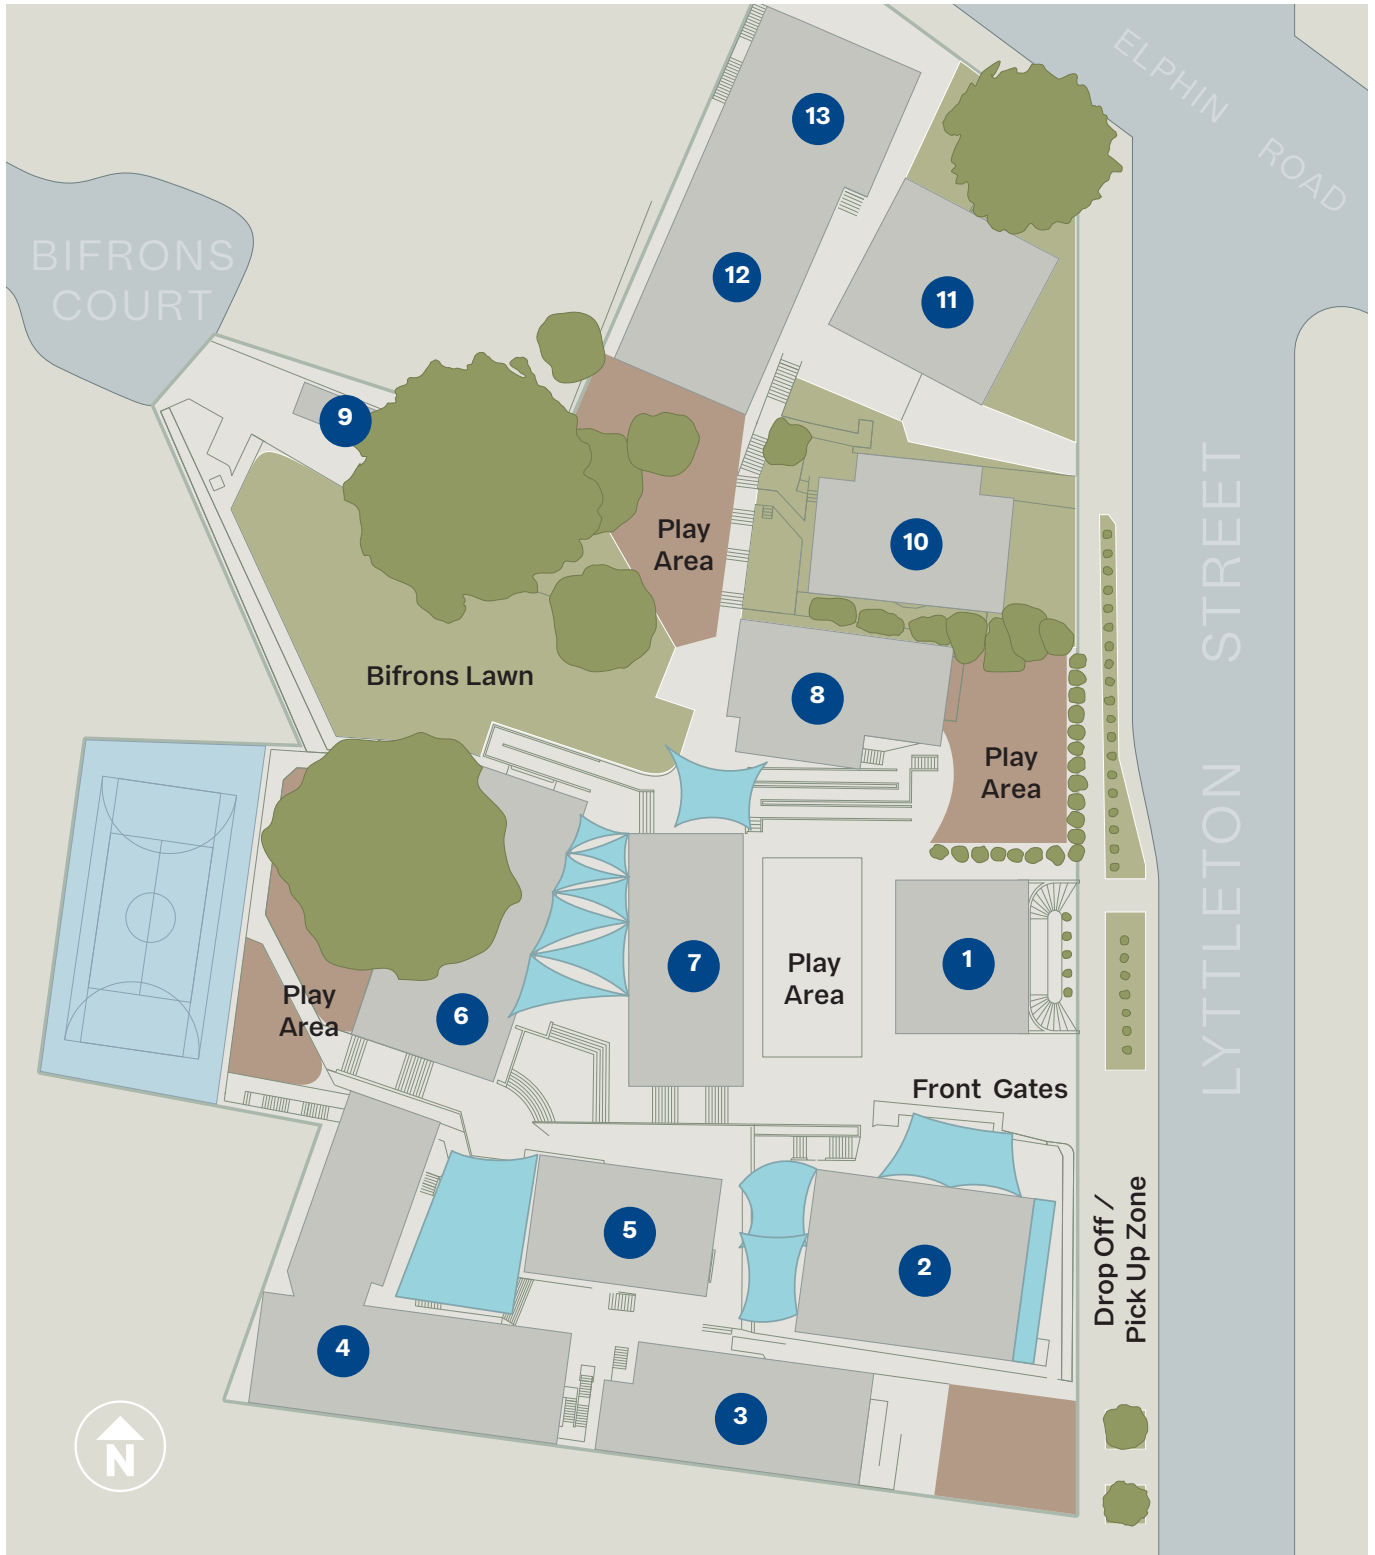 ELPHIN
ROAD
13
BIFRONS
COURT
12
11
9
Play
Area
10
LYTTLETON STREET
Bifrons Lawn
8
Play
Area
7
Play
Area
1
Play
Area
6
Front Gates
Drop Off /
Pick Up Zone
5
2
4
3
N